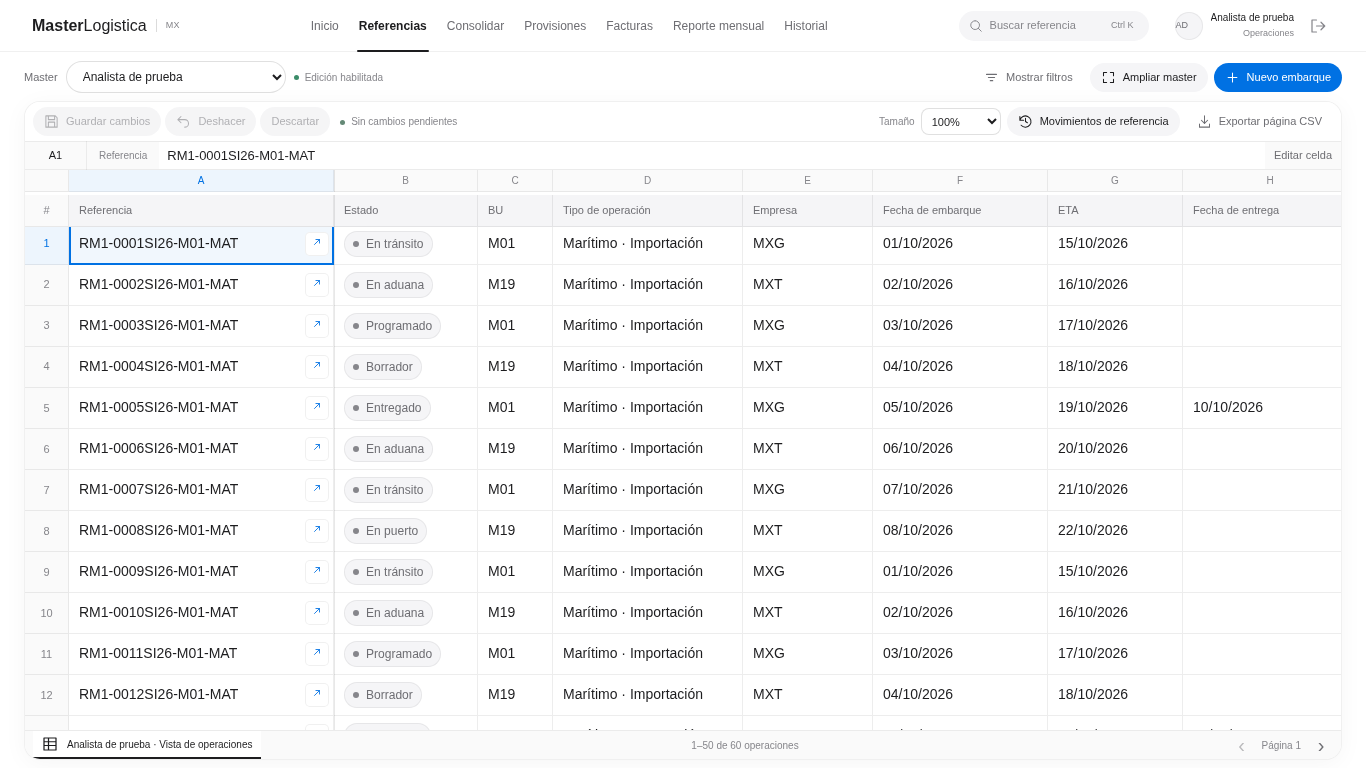 MasterLogistica MX Inicio Referencias Consolidar Provisiones Facturas Reporte mensual Historial Buscar referencia Ctrl K AD Analista de prueba
Operaciones
Master Analista de prueba Edición habilitada Mostrar filtros Ampliar master Nuevo embarque
Guardar cambios Deshacer Descartar Sin cambios pendientes Tamaño 100% Movimientos de referencia Exportar página CSV
A1 Referencia RM1-0001SI26-M01-MAT Editar celda
A B C D E F G H
# Referencia Estado BU Tipo de operación Empresa Fecha de embarque ETA Fecha de entrega
1 RM1-0001SI26-M01-MAT En tránsito M01 Marítimo · Importación MXG 01/10/2026 15/10/2026
2 RM1-0002SI26-M01-MAT En aduana M19 Marítimo · Importación MXT 02/10/2026 16/10/2026
3 RM1-0003SI26-M01-MAT Programado M01 Marítimo · Importación MXG 03/10/2026 17/10/2026
4 RM1-0004SI26-M01-MAT Borrador M19 Marítimo · Importación MXT 04/10/2026 18/10/2026
5 RM1-0005SI26-M01-MAT Entregado M01 Marítimo · Importación MXG 05/10/2026 19/10/2026 10/10/2026
6 RM1-0006SI26-M01-MAT En aduana M19 Marítimo · Importación MXT 06/10/2026 20/10/2026
7 RM1-0007SI26-M01-MAT En tránsito M01 Marítimo · Importación MXG 07/10/2026 21/10/2026
8 RM1-0008SI26-M01-MAT En puerto M19 Marítimo · Importación MXT 08/10/2026 22/10/2026
9 RM1-0009SI26-M01-MAT En tránsito M01 Marítimo · Importación MXG 01/10/2026 15/10/2026
10 RM1-0010SI26-M01-MAT En aduana M19 Marítimo · Importación MXT 02/10/2026 16/10/2026
11 RM1-0011SI26-M01-MAT Programado M01 Marítimo · Importación MXG 03/10/2026 17/10/2026
12 RM1-0012SI26-M01-MAT Borrador M19 Marítimo · Importación MXT 04/10/2026 18/10/2026
Analista de prueba · Vista de operaciones 1–50 de 60 operaciones ‹ Página 1 ›